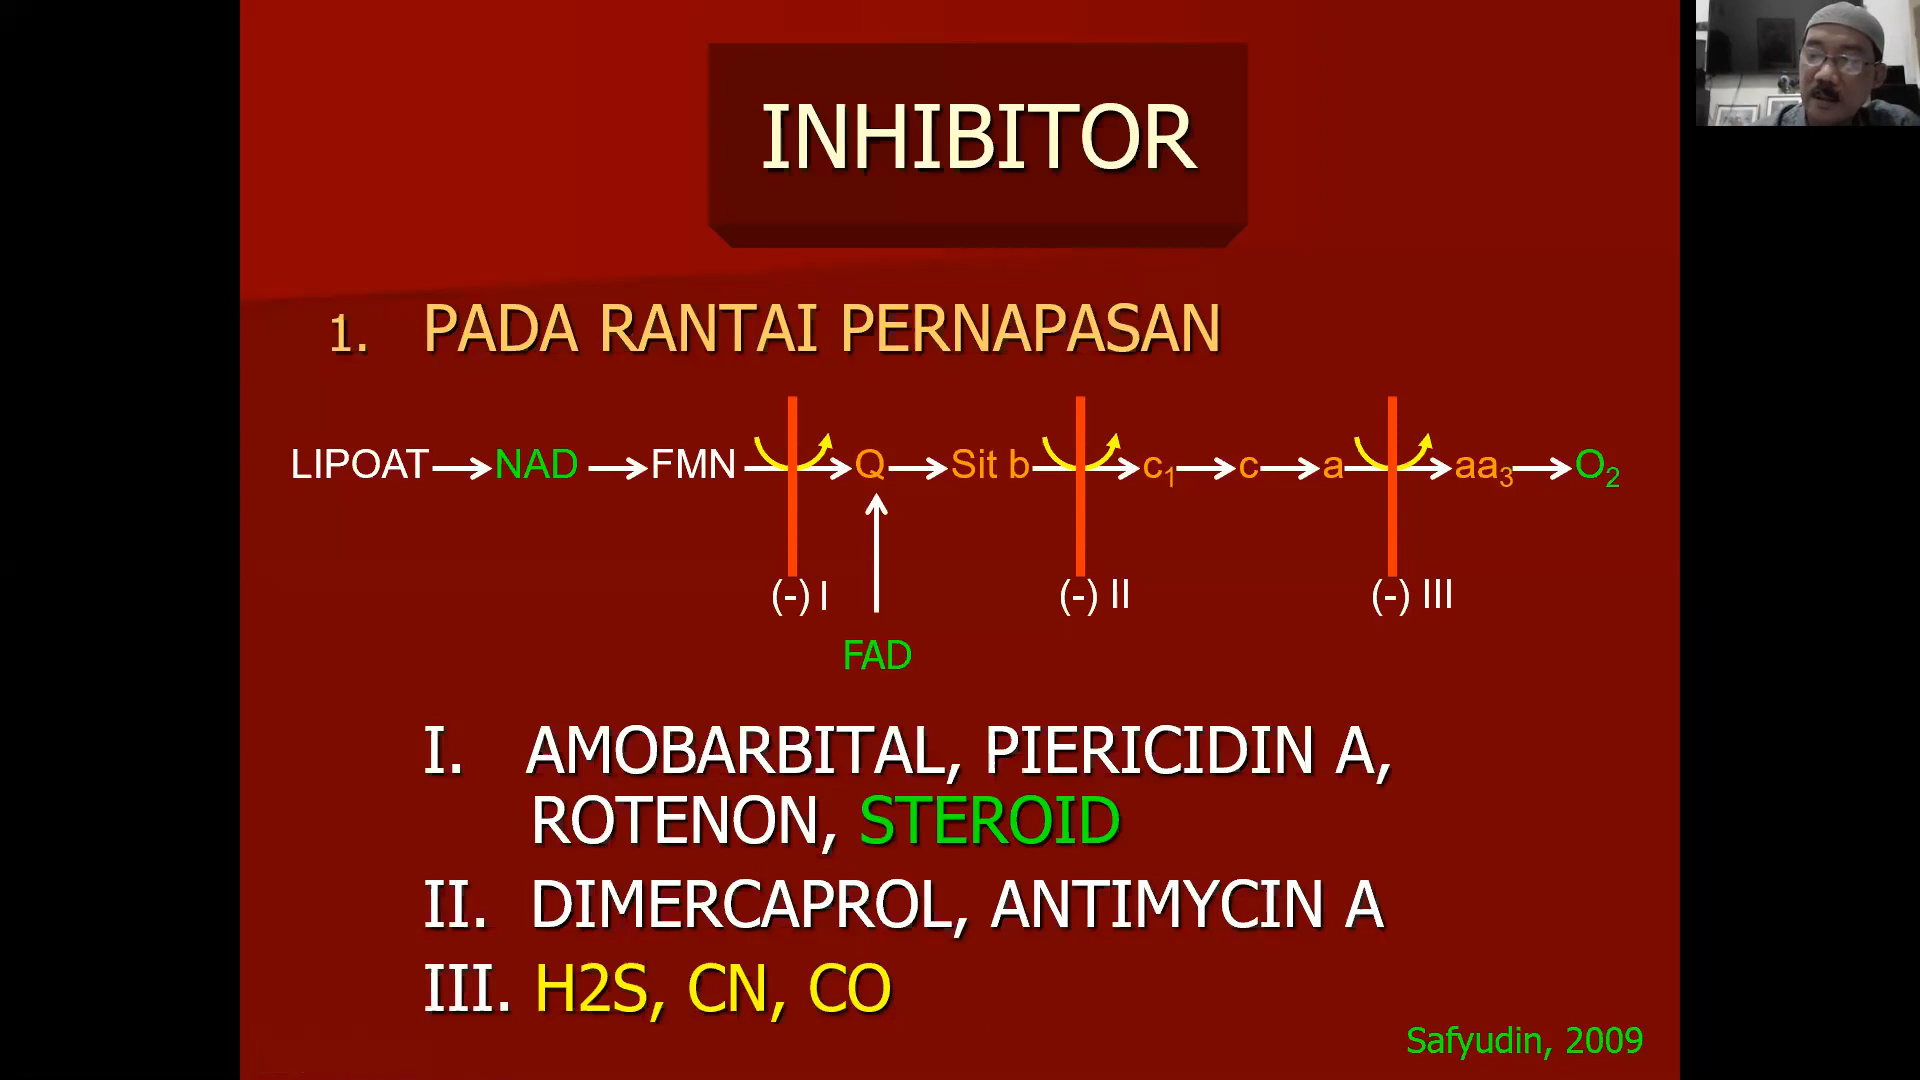 INHIBITOR
1. PADA RANTAI PERNAPASAN
LIPOAT NAD FMN Q Sit b c₁ c a aa₃ O₂
(-) I (-) II (-) III
FAD
I. AMOBARBITAL, PIERICIDIN A,
ROTENON, STEROID
II. DIMERCAPROL, ANTIMYCIN A
III. H2S, CN, CO
Safyudin, 2009